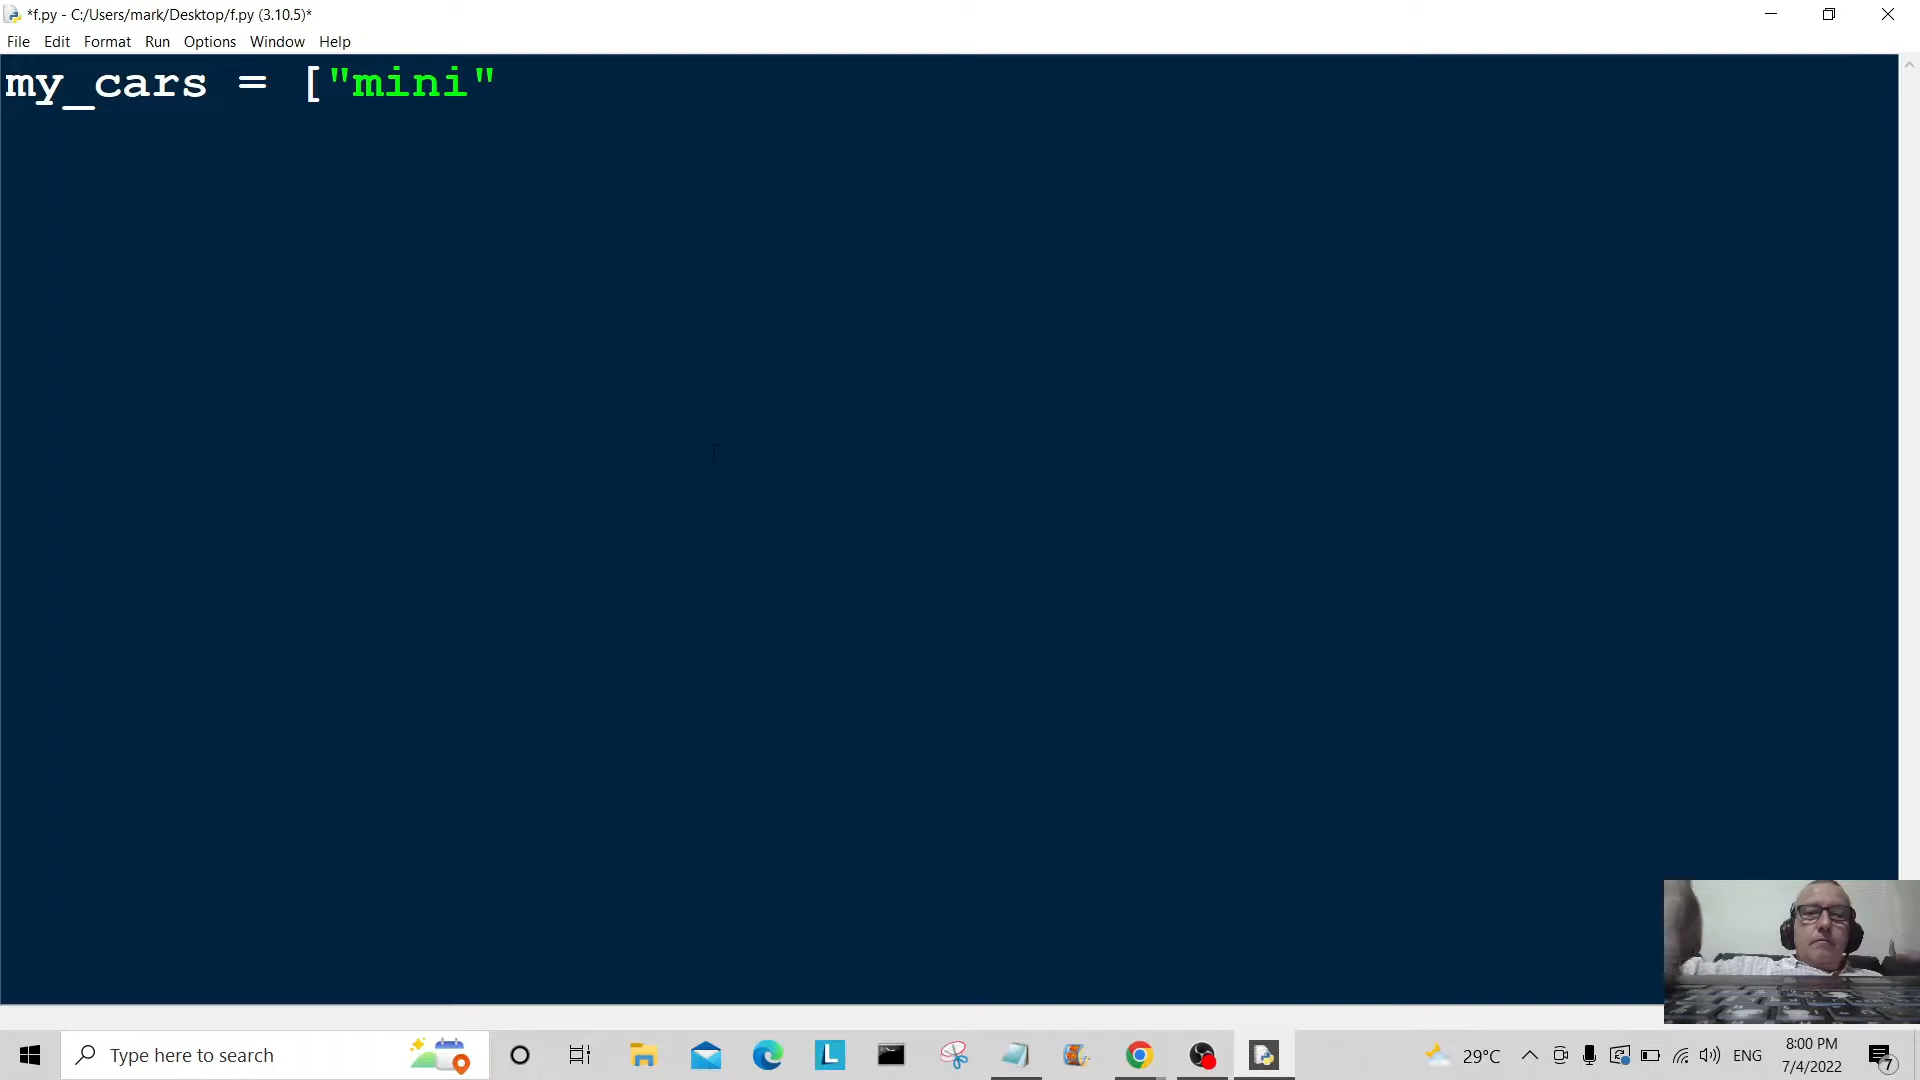 *f.py - C:/Users/mark/Desktop/f.py (3.10.5)*
File Edit Format Run Options Window Help
my_cars = ["mini"
Type here to search
L
29°C
ENG
8:00 PM
7/4/2022
7